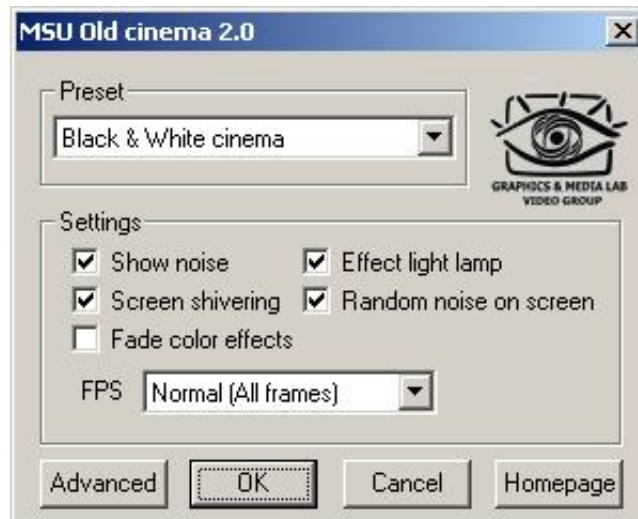 MSU Old cinema 2.0
Preset
Black & White cinema
GRAPHICS & MEDIA LAB
VIDEO GROUP
Settings
Show noise
Effect light lamp
Screen shivering
Random noise on screen
Fade color effects
FPS
Normal (All frames)
Advanced
OK
Cancel
Homepage